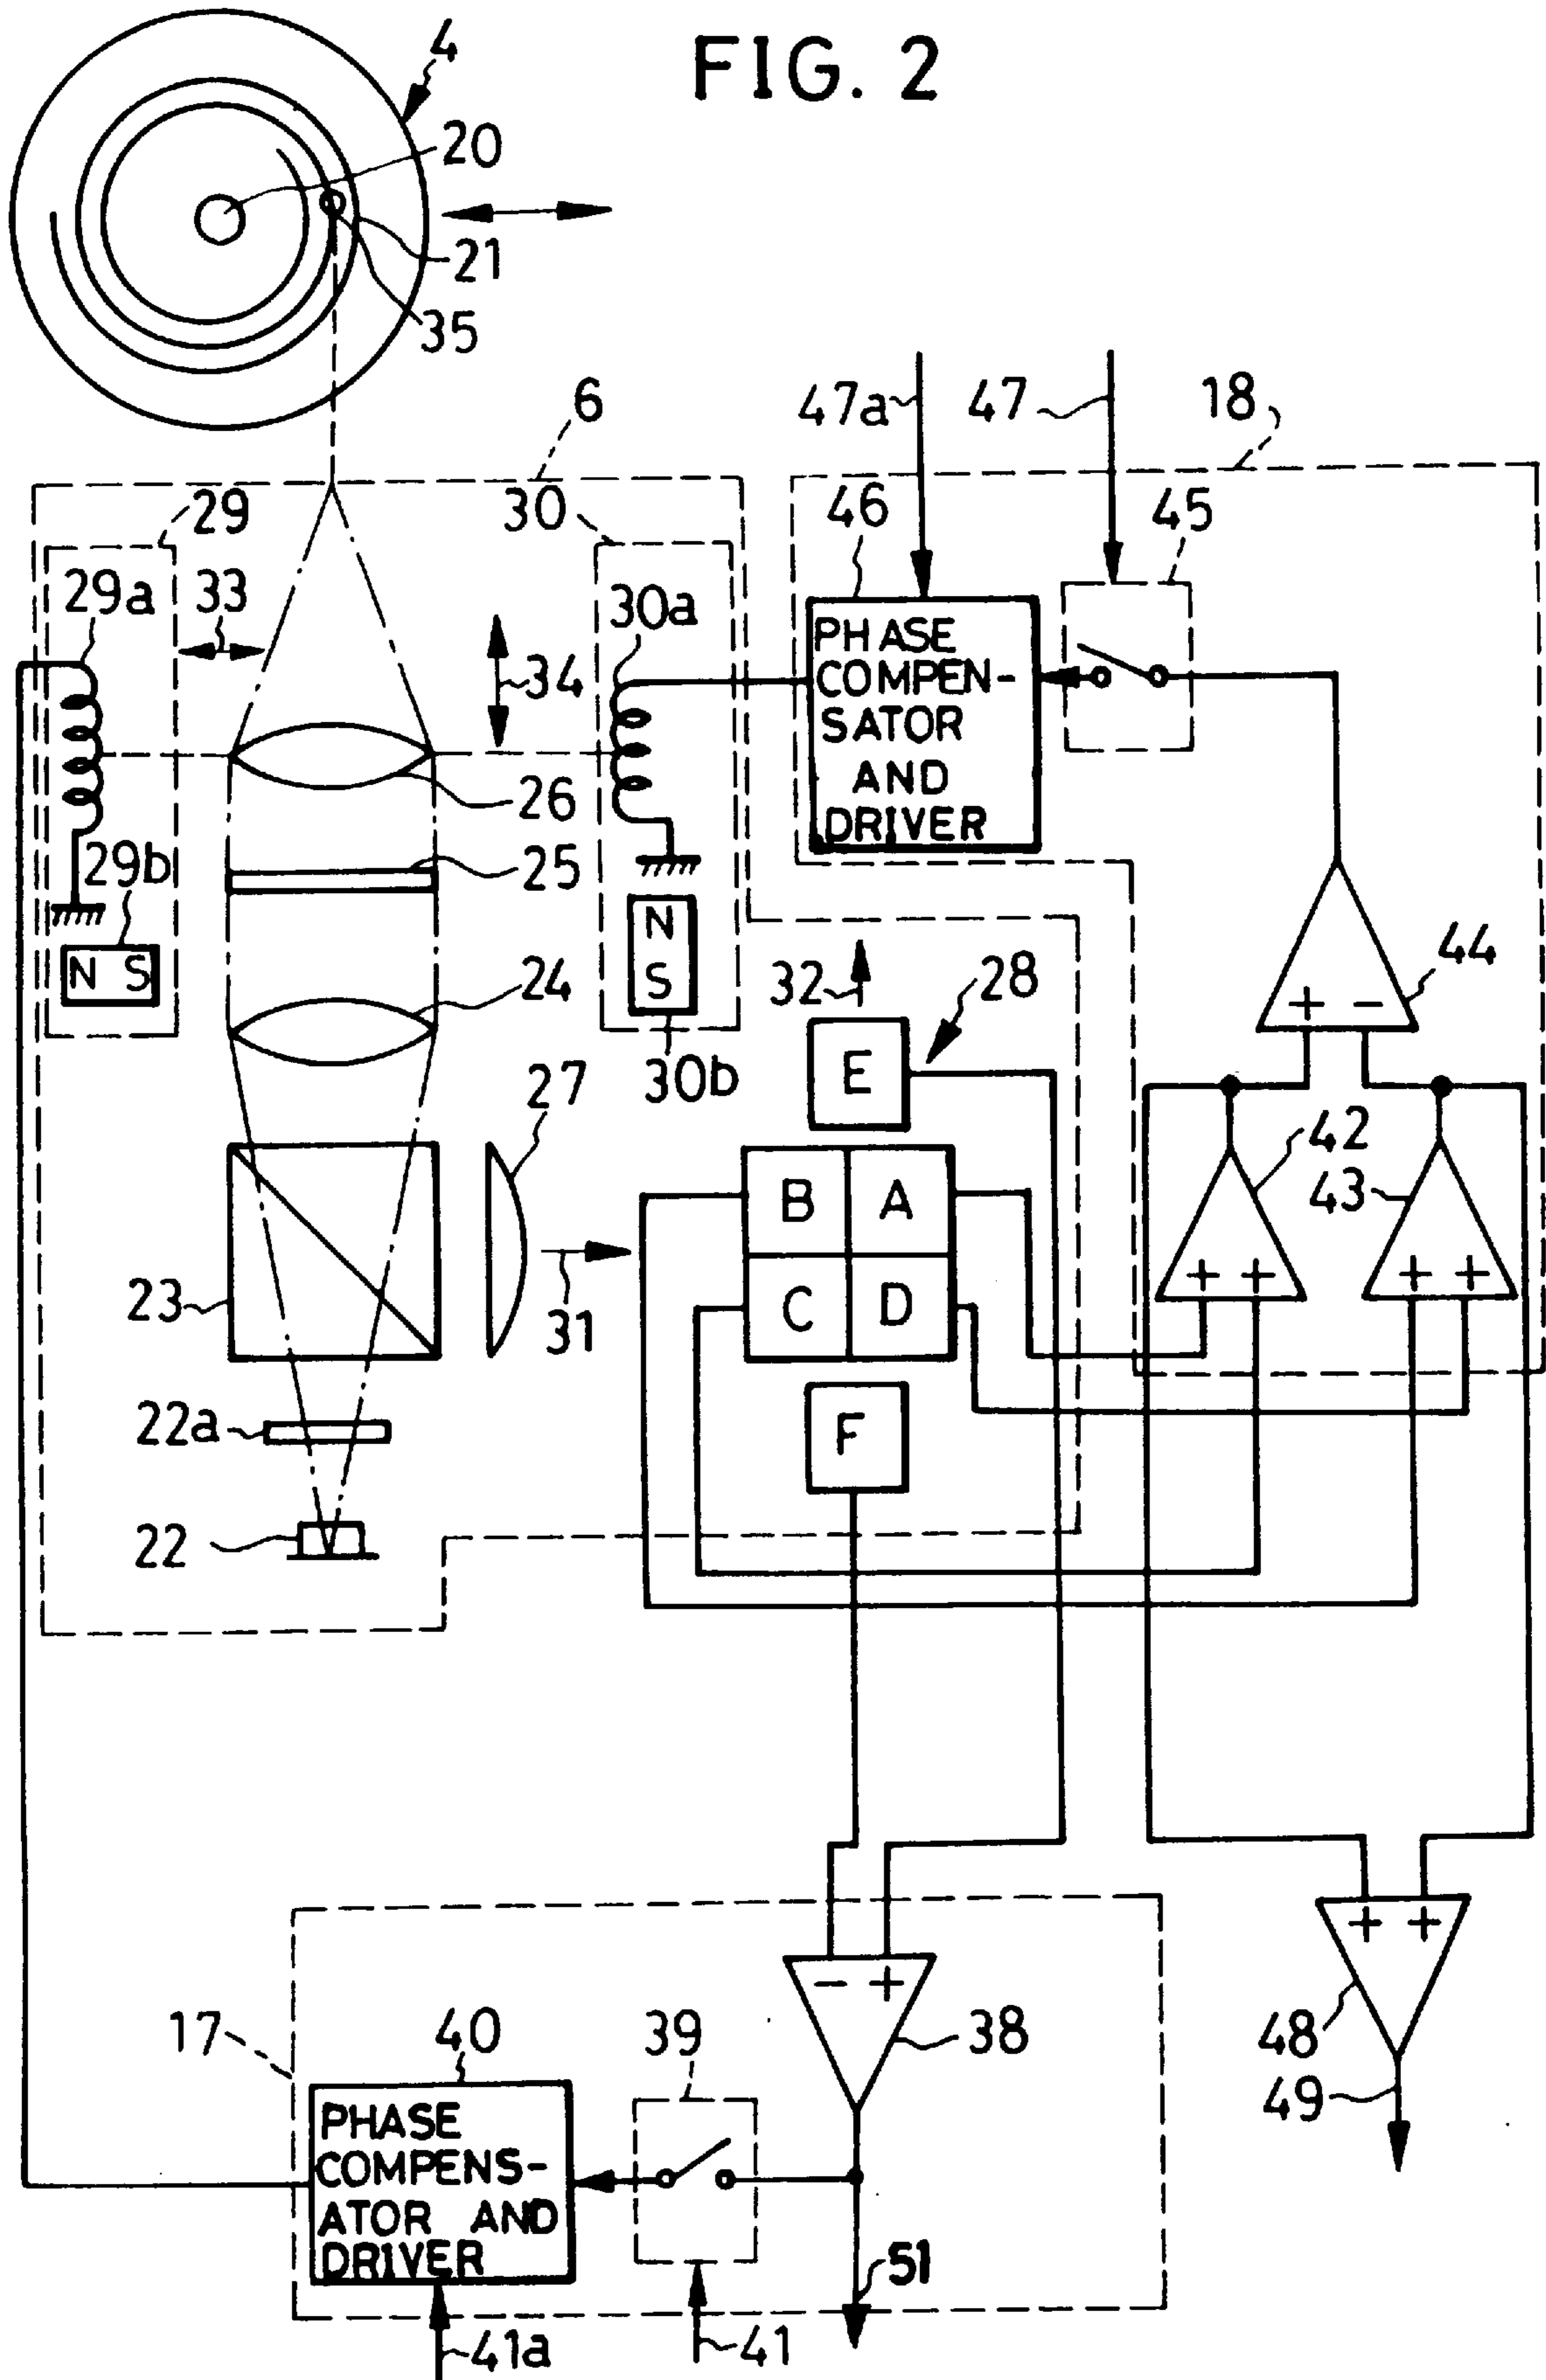 FIG. 2
4
20
21
35
6
47a
47
18
29
30
46
45
29a
33
30a
34
PHASE
COMPEN-
SATOR
AND
DRIVER
26
29b
25
N S
N
S
24
32
28
44
30b
E
+ -
27
42
43
B A
C D
23
31
+ +
+ +
22a
F
22
- +
+ +
17
40
39
38
48
49
PHASE
COMPENS-
ATOR AND
DRIVER
51
41a
41